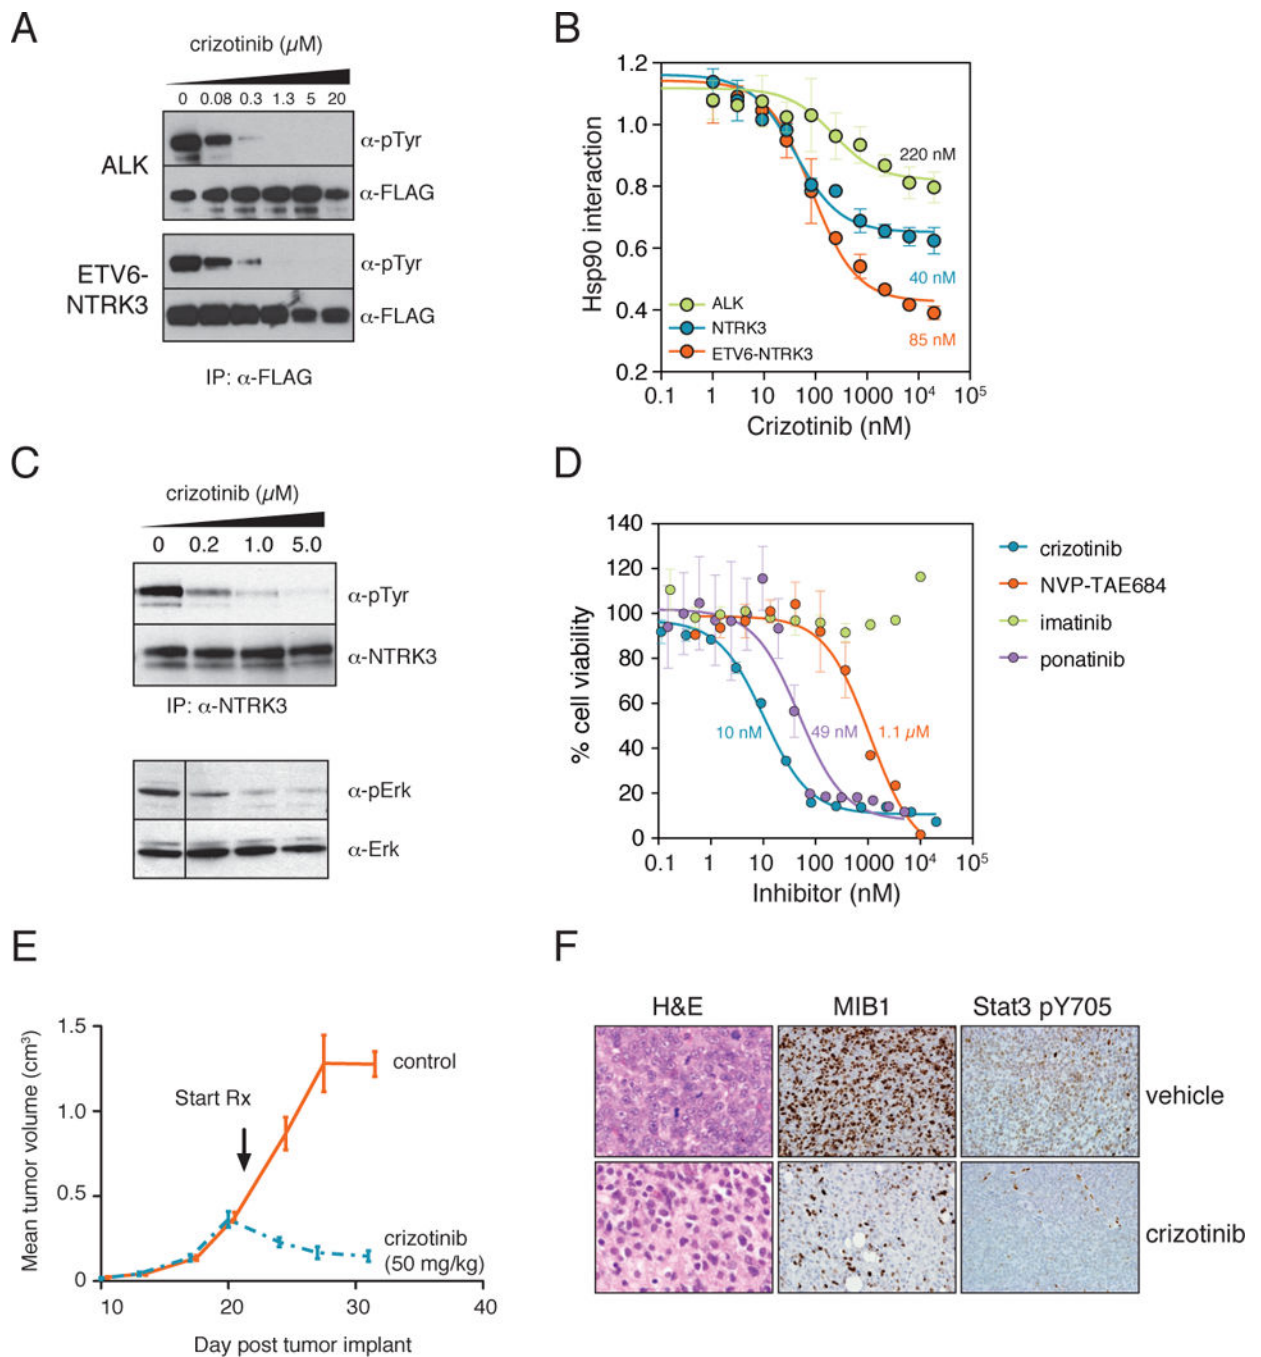 A
crizotinib (µM)
0 0.08 0.3 1.3 5 20
ALK
α-pTyr
α-FLAG
ETV6-
NTRK3
α-pTyr
α-FLAG
IP: α-FLAG
B
Hsp90 interaction
1.2
1.0
0.8
0.6
0.4
0.2
220 nM
40 nM
85 nM
ALK
NTRK3
ETV6-NTRK3
0.1 1 10 100 1000 10⁴ 10⁵
Crizotinib (nM)
C
crizotinib (µM)
0 0.2 1.0 5.0
α-pTyr
α-NTRK3
IP: α-NTRK3
α-pErk
α-Erk
D
% cell viability
140
120
100
80
60
40
20
0
10 nM 49 nM 1.1 µM
0.1 1 10 100 1000 10⁴ 10⁵
Inhibitor (nM)
crizotinib
NVP-TAE684
imatinib
ponatinib
E
Mean tumor volume (cm³)
1.5
1.0
0.5
0
Start Rx
control
crizotinib
(50 mg/kg)
10 20 30 40
Day post tumor implant
F
H&E MIB1 Stat3 pY705
vehicle
crizotinib